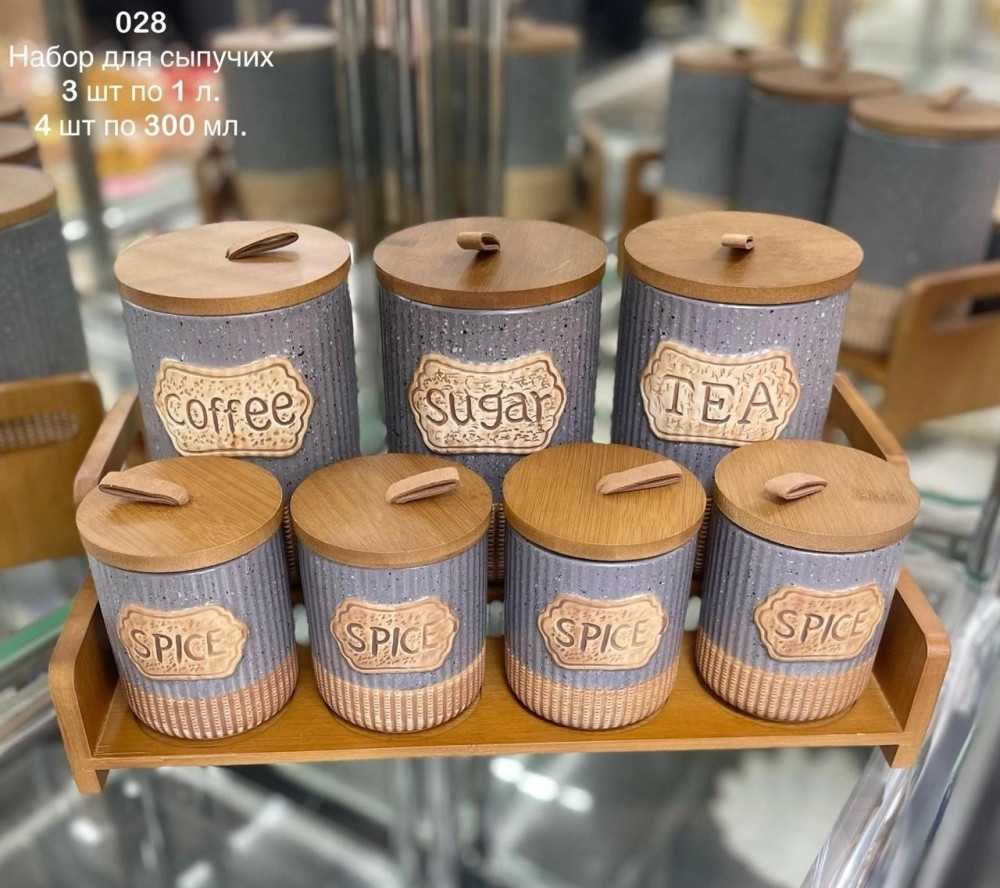 028
Набор для сыпучих
3 шт по 1 л.
4 шт по 300 мл.
Coffee
Sugar
TEA
SPICE
SPICE
SPICE
SPICE